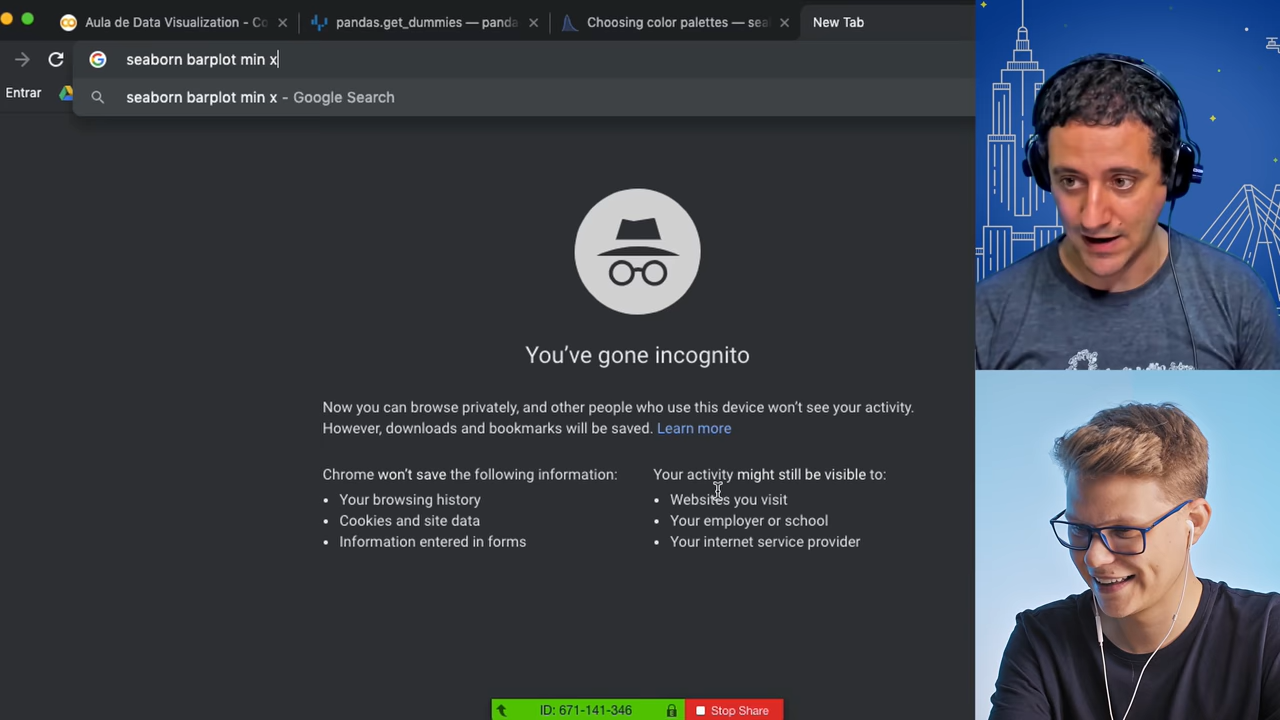 Aula de Data Visualization - Co
pandas.get_dummies — panda
Choosing color palettes — sea
New Tab
seaborn barplot min x
Entrar
seaborn barplot min x - Google Search
You've gone incognito
Now you can browse privately, and other people who use this device won't see your activity.
However, downloads and bookmarks will be saved. Learn more
Chrome won't save the following information:
• Your browsing history
• Cookies and site data
• Information entered in forms
Your activity might still be visible to:
• Websites you visit
• Your employer or school
• Your internet service provider
ID: 671-141-346
Stop Share